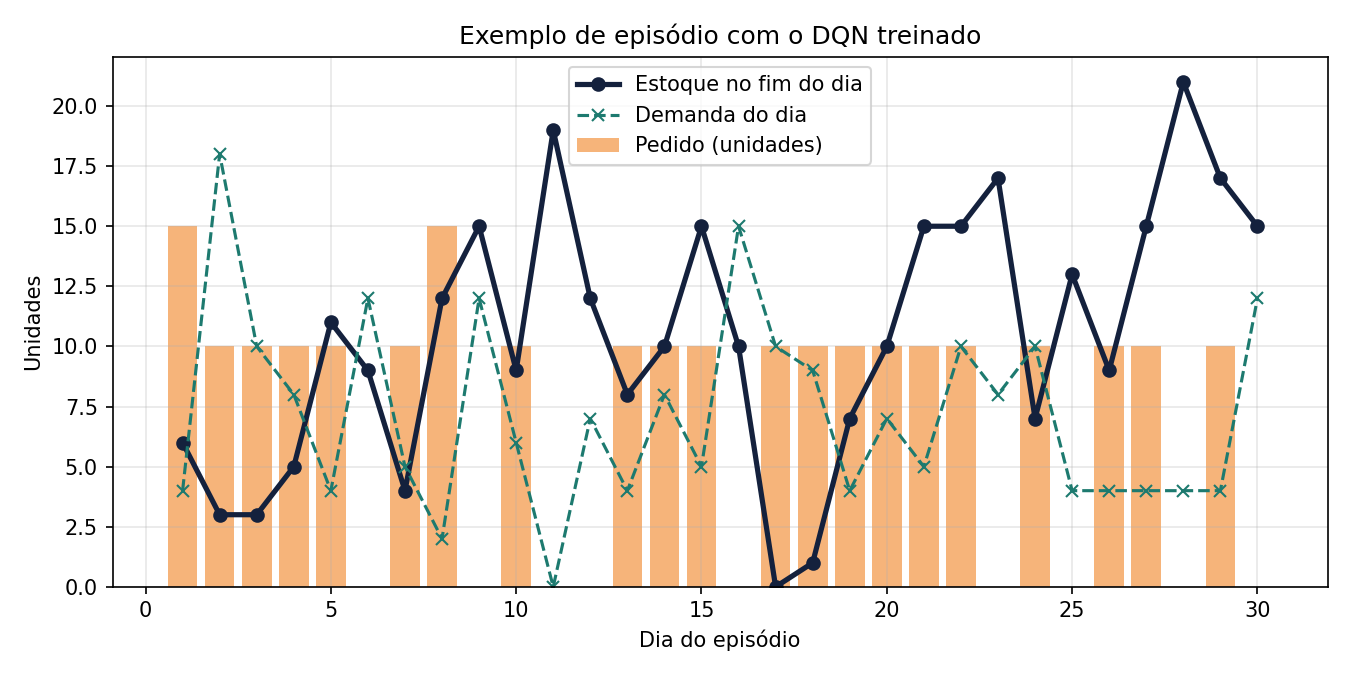 Exemplo de episódio com o DQN treinado
Estoque no fim do dia
Demanda do dia
Pedido (unidades)
Unidades
20.0
17.5
15.0
12.5
10.0
7.5
5.0
2.5
0.0
0 5 10 15 20 25 30
Dia do episódio